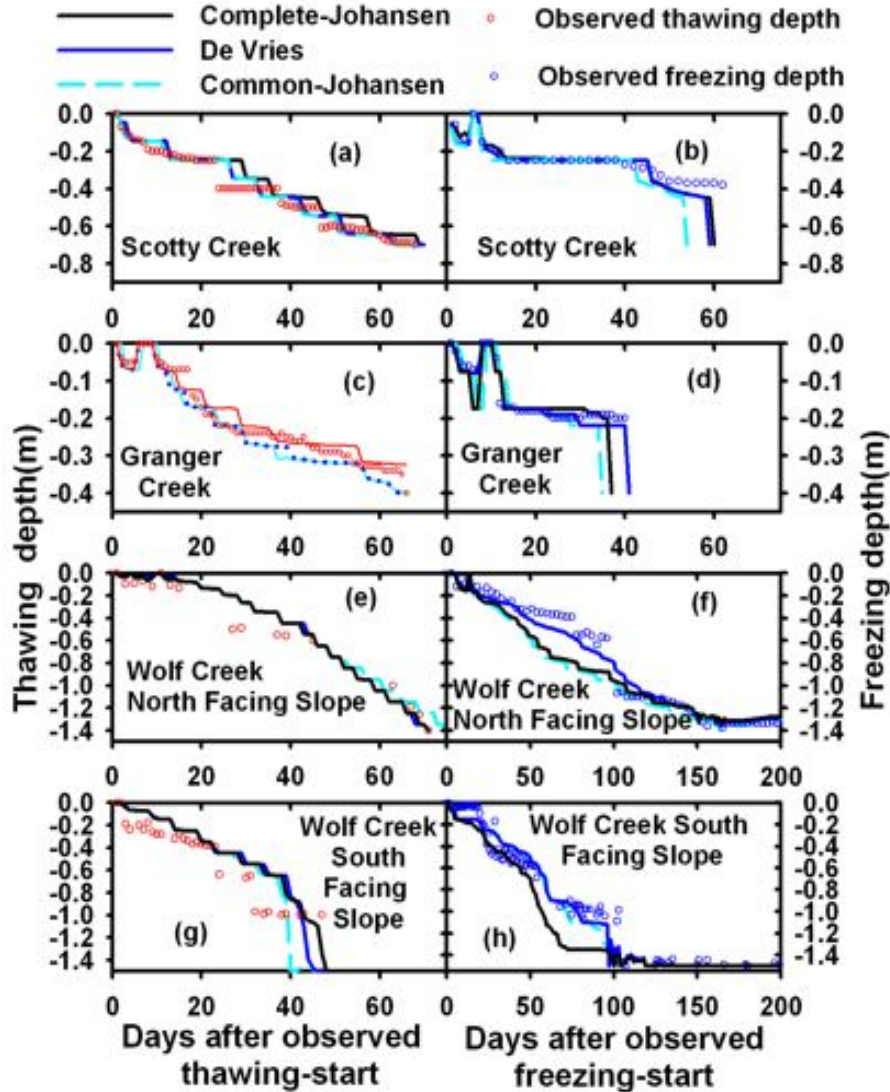 Complete-Johansen
De Vries
Common-Johansen
Observed thawing depth
Observed freezing depth
Thawing depth(m)
Freezing depth(m)
0.0
-0.2
-0.4
-0.6
-0.8
(a)
Scotty Creek
0 20 40 60
(b)
Scotty Creek
0.0
-0.2
-0.4
-0.6
-0.8
0 20 40 60
0.0
-0.1
-0.2
-0.3
-0.4
(c)
Granger
Creek
0 20 40 60
(d)
Granger
Creek
0.0
-0.1
-0.2
-0.3
-0.4
0 20 40 60
0.0
-0.2
-0.4
-0.6
-0.8
-1.0
-1.2
-1.4
(e)
Wolf Creek
North Facing Slope
0 20 40 60
(f)
Wolf Creek
North Facing Slope
0.0
-0.2
-0.4
-0.6
-0.8
-1.0
-1.2
-1.4
0 50 100 150 200
0.0
-0.2
-0.4
-0.6
-0.8
-1.0
-1.2
-1.4
Wolf Creek
South
Facing
Slope
(g)
0 20 40 60
Wolf Creek South
Facing Slope
(h)
0.0
-0.2
-0.4
-0.6
-0.8
-1.0
-1.2
-1.4
0 50 100 150 200
Days after observed
thawing-start
Days after observed
freezing-start